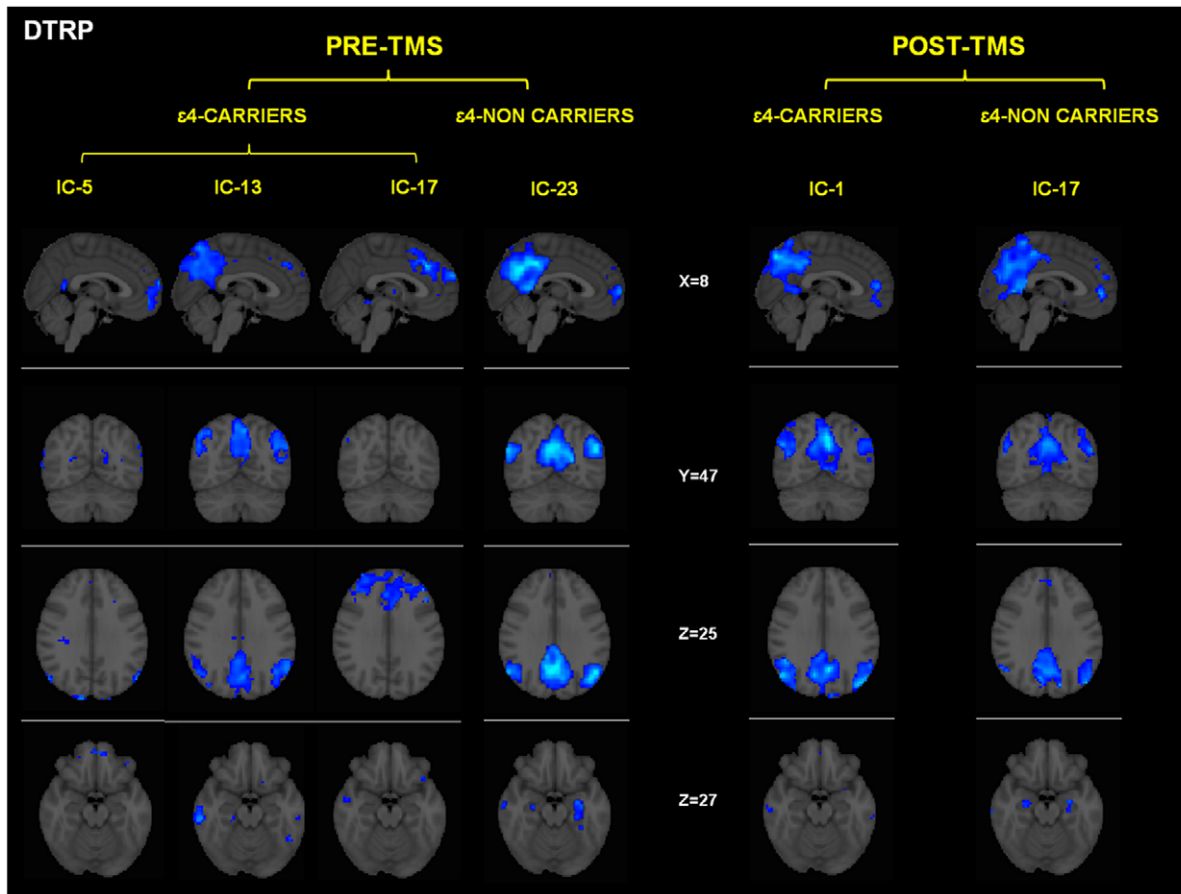 DTRP
PRE-TMS
POST-TMS
ε4-CARRIERS
ε4-NON CARRIERS
ε4-CARRIERS
ε4-NON CARRIERS
IC-5
IC-13
IC-17
IC-23
IC-1
IC-17
X=8
Y=47
Z=25
Z=27